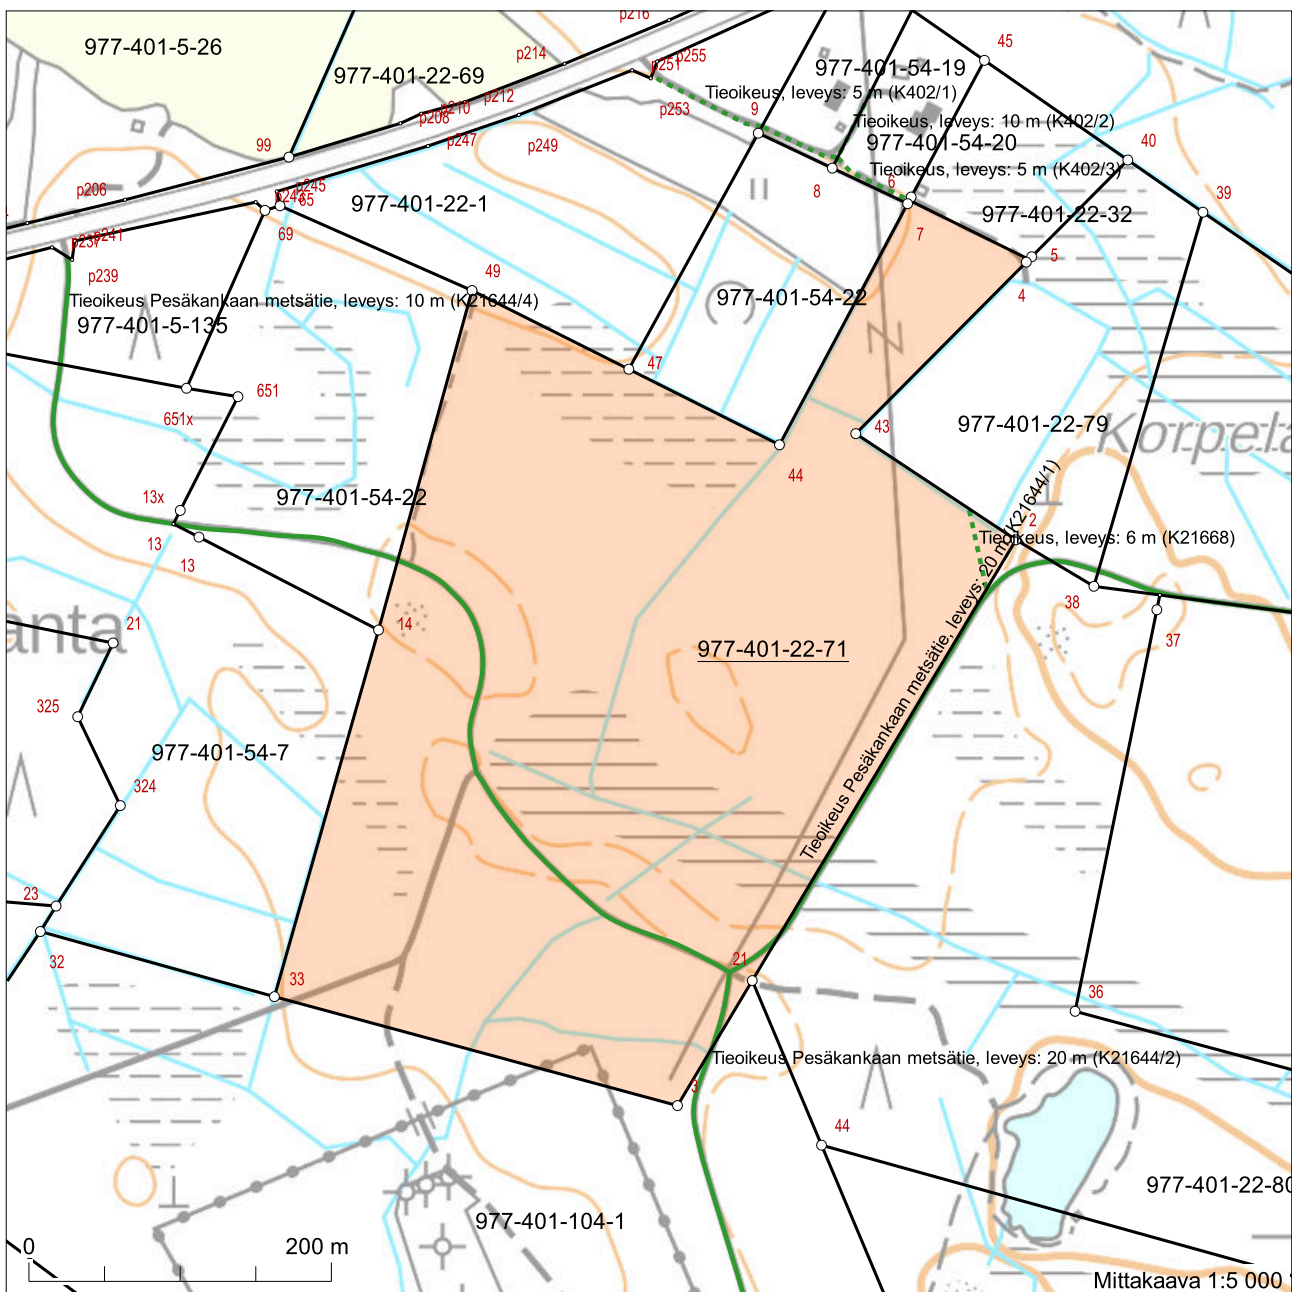 p216
977-401-5-26
p214
p255
45
977-401-22-69
p251
977-401-54-19
Tieoikeus, leveys: 5 m (K402/1)
p212
p210
p208
p253
9
Tieoikeus, leveys: 10 m (K402/2)
p249
p247
977-401-54-20
99
40
8
Tieoikeus, leveys: 5 m (K402/3)
6
p206
p245
65
977-401-22-1
7
977-401-22-32
39
p241
69
5
p239
49
4
Tieoikeus Pesäkankaan metsätie, leveys: 10 m (K21644/4)
977-401-54-22
977-401-5-135
47
651
651x
43
977-401-22-79
Korpela
44
13x
977-401-54-22
2
Tieoikeus, leveys: 6 m (K21668)
13
13
38
21
14
anta
37
977-401-22-71
Tieoikeus Pesäkankaan metsätie, leveys: 20 m (K21644/1)
325
977-401-54-7
324
23
32
33
21
36
Tieoikeus Pesäkankaan metsätie, leveys: 20 m (K21644/2)
3
44
977-401-22-80
977-401-104-1
0
200 m
Mittakaava 1:5 000